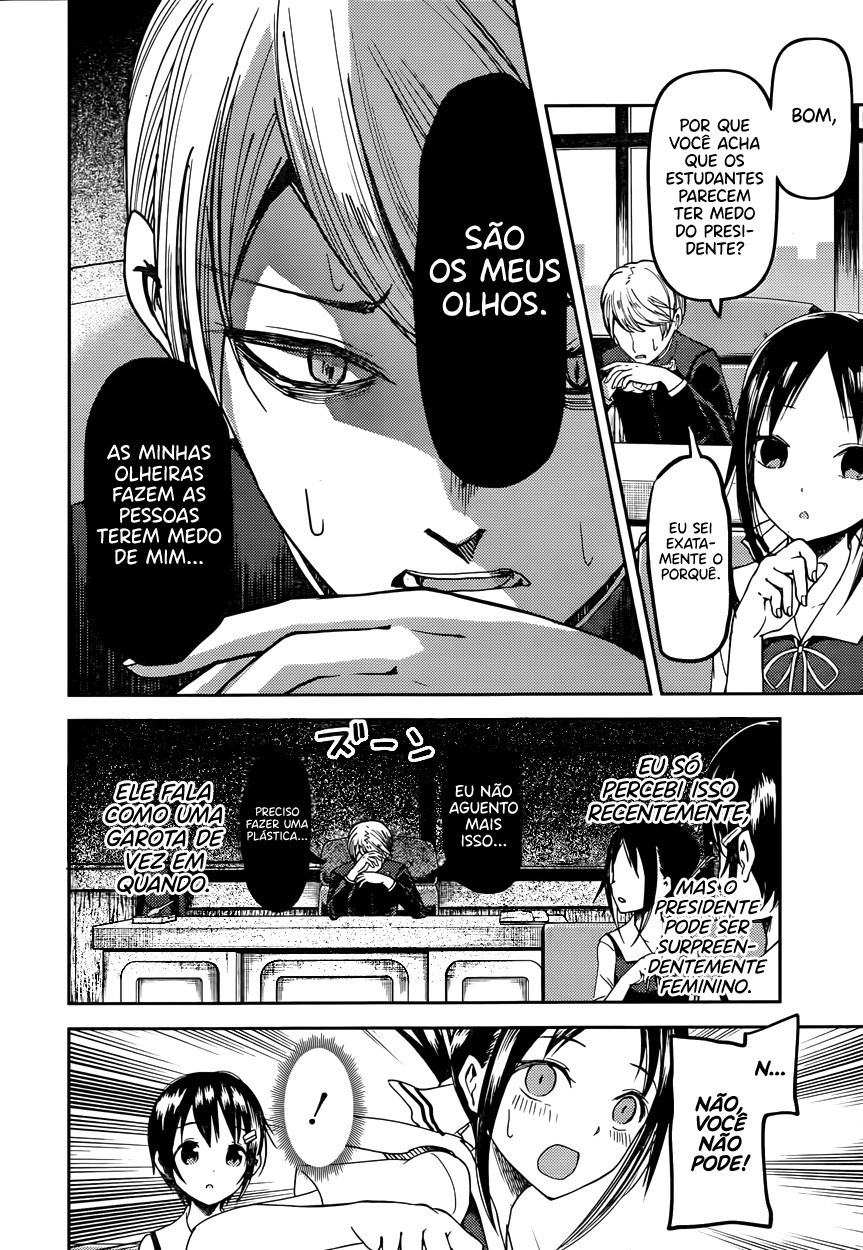 BOM,
POR QUE
VOCÊ ACHA
QUE OS
ESTUDANTES
PARECEM
TER MEDO
DO PRESI-
DENTE?
EU SEI
EXATA-
MENTE O
PORQUÊ.
SÃO
OS MEUS
OLHOS.
AS MINHAS
OLHEIRAS
FAZEM AS
PESSOAS
TEREM MEDO
DE MIM...
EU SÓ
PERCEBI ISSO
RECENTEMENTE,
MAS O
PRESIDENTE
PODE SER
SURPREEN-
DENTEMENTE
FEMININO.
ズーン
EU NÃO
AGUENTO
MAIS
ISSO...
PRECISO
FAZER UMA
PLÁSTICA...
ELE FALA
COMO UMA
GAROTA DE
VEZ EM
QUANDO
N...
NÃO,
VOCÊ
NÃO
PODE!
!